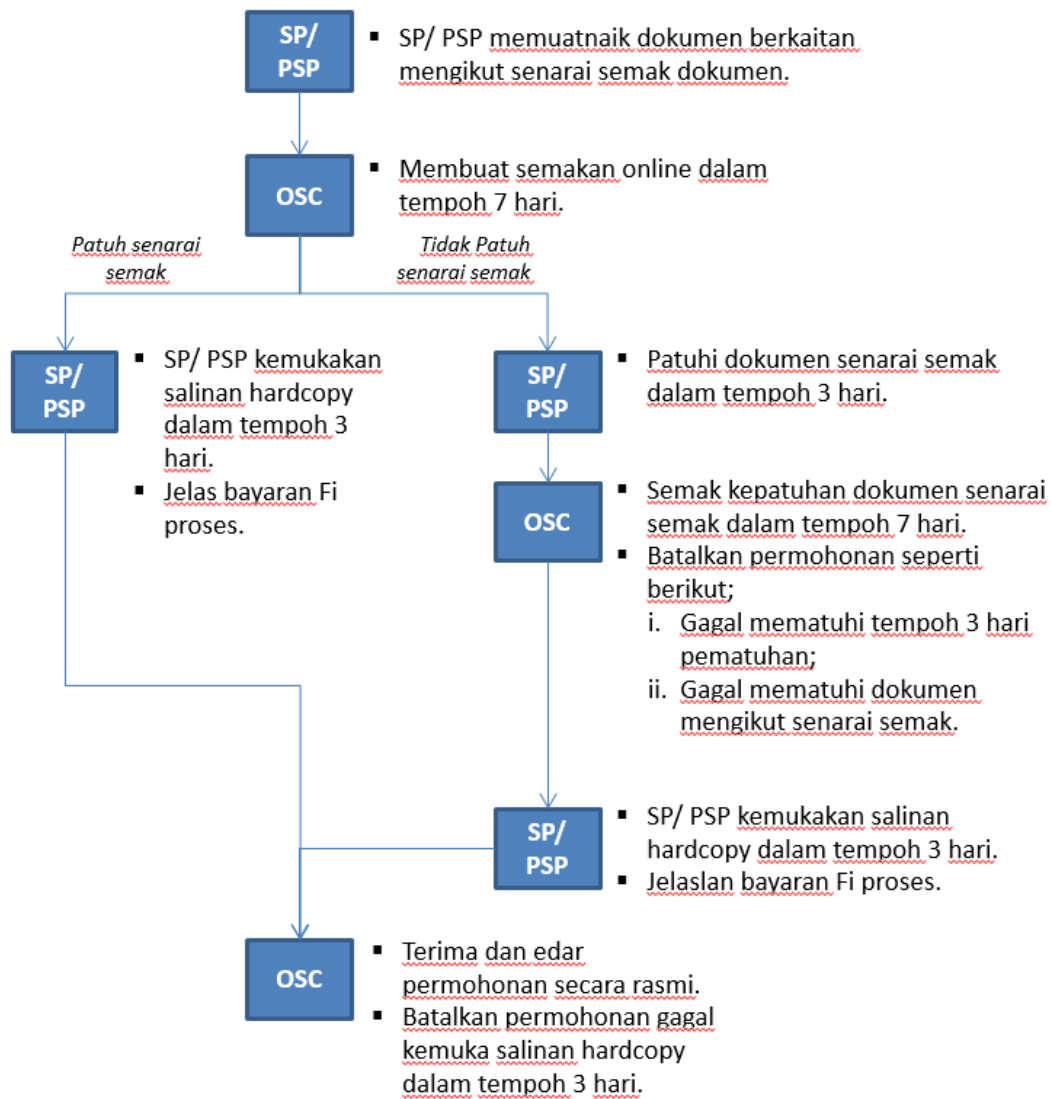 SP/
PSP
▪ SP/ PSP memuatnaik dokumen berkaitan
mengikut senarai semak dokumen.
OSC
▪ Membuat semakan online dalam
tempoh 7 hari.
Patuh senarai
semak
Tidak Patuh
senarai semak
SP/
PSP
▪ SP/ PSP kemukakan
salinan hardcopy
dalam tempoh 3
hari.
▪ Jelas bayaran Fi
proses.
SP/
PSP
▪ Patuhi dokumen senarai semak
dalam tempoh 3 hari.
OSC
▪ Semak kepatuhan dokumen senarai
semak dalam tempoh 7 hari.
▪ Batalkan permohonan seperti
berikut;
i. Gagal mematuhi tempoh 3 hari
pematuhan;
ii. Gagal mematuhi dokumen
mengikut senarai semak.
SP/
PSP
▪ SP/ PSP kemukakan salinan
hardcopy dalam tempoh 3 hari.
▪ Jelaslan bayaran Fi proses.
OSC
▪ Terima dan edar
permohonan secara rasmi.
▪ Batalkan permohonan gagal
kemuka salinan hardcopy
dalam tempoh 3 hari.